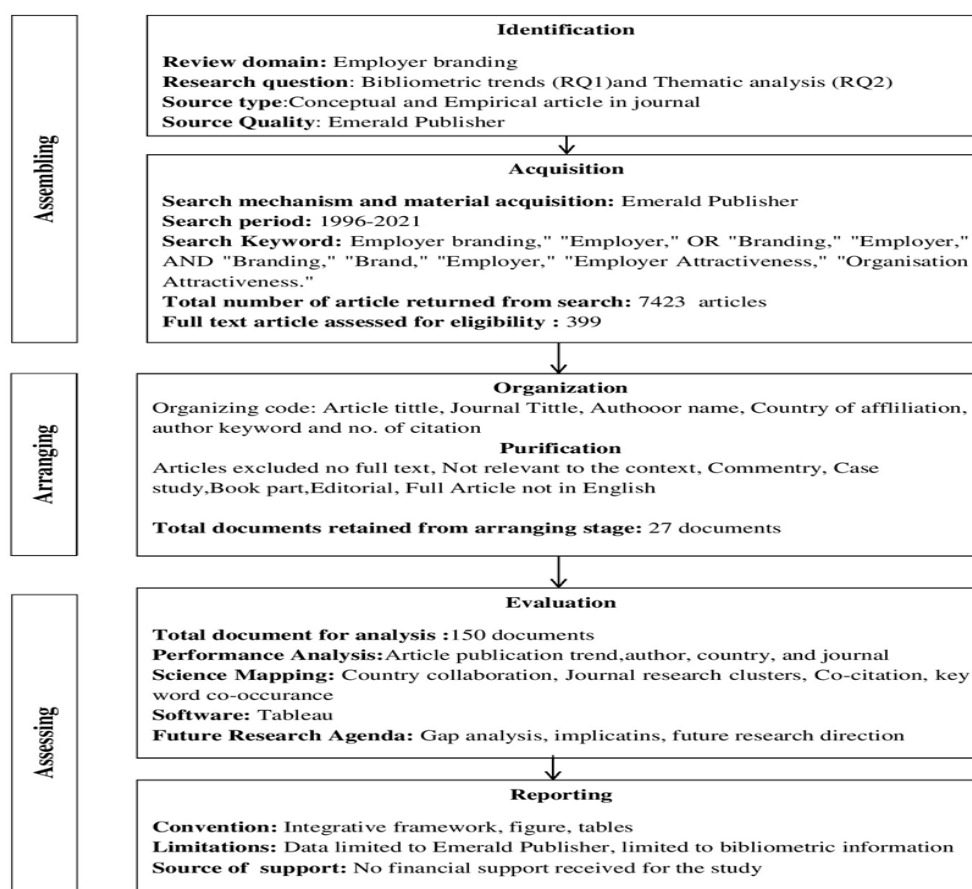 Assembling
Identification
Review domain: Employer branding
Research question: Bibliometric trends (RQ1)and Thematic analysis (RQ2)
Source type:Conceptual and Empirical article in journal
Source Quality: Emerald Publisher
Acquisition
Search mechanism and material acquisition: Emerald Publisher
Search period: 1996-2021
Search Keyword: Employer branding," "Employer," OR "Branding," "Employer,"
AND "Branding," "Brand," "Employer," "Employer Attractiveness," "Organisation
Attractiveness."
Total number of article returned from search: 7423 articles
Full text article assessed for eligibility : 399
Arranging
Organization
Organizing code: Article tittle, Journal Tittle, Authooor name, Country of affliliation,
author keyword and no. of citation
Purification
Articles excluded no full text, Not relevant to the context, Commentry, Case
study,Book part,Editorial, Full Article not in English
Total documents retained from arranging stage: 27 documents
Assessing
Evaluation
Total document for analysis :150 documents
Performance Analysis:Article publication trend,author, country, and journal
Science Mapping: Country collaboration, Journal research clusters, Co-citation, key
word co-occurance
Software: Tableau
Future Research Agenda: Gap analysis, implicatins, future research direction
Reporting
Convention: Integrative framework, figure, tables
Limitations: Data limited to Emerald Publisher, limited to bibliometric information
Source of support: No financial support received for the study